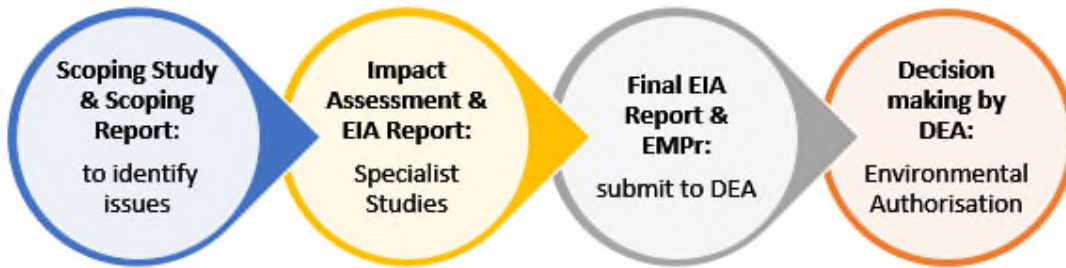 Scoping Study
& Scoping
Report:
to identify
issues
Impact
Assessment &
EIA Report:
Specialist
Studies
Final EIA
Report &
EMPr:
submit to DEA
Decision
making by
DEA:
Environmental
Authorisation